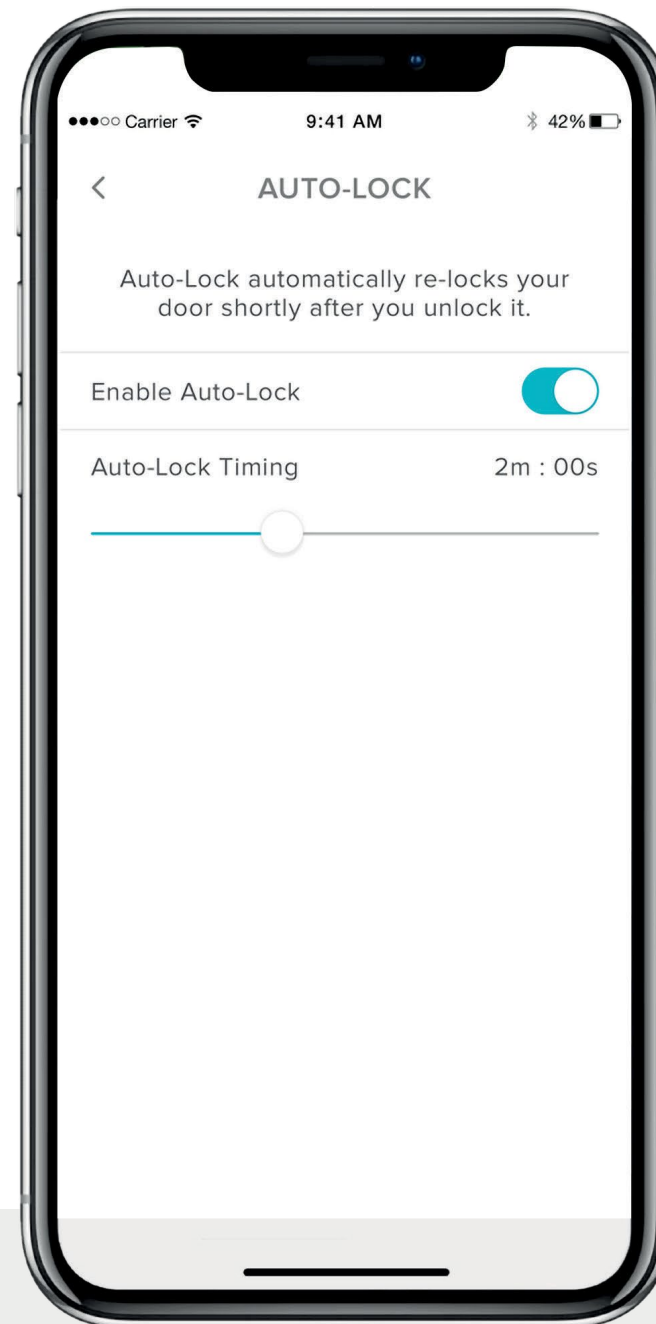 Carrier
9:41 AM
42%
AUTO-LOCK
Auto-Lock automatically re-locks your
door shortly after you unlock it.
Enable Auto-Lock
Auto-Lock Timing
2m : 00s